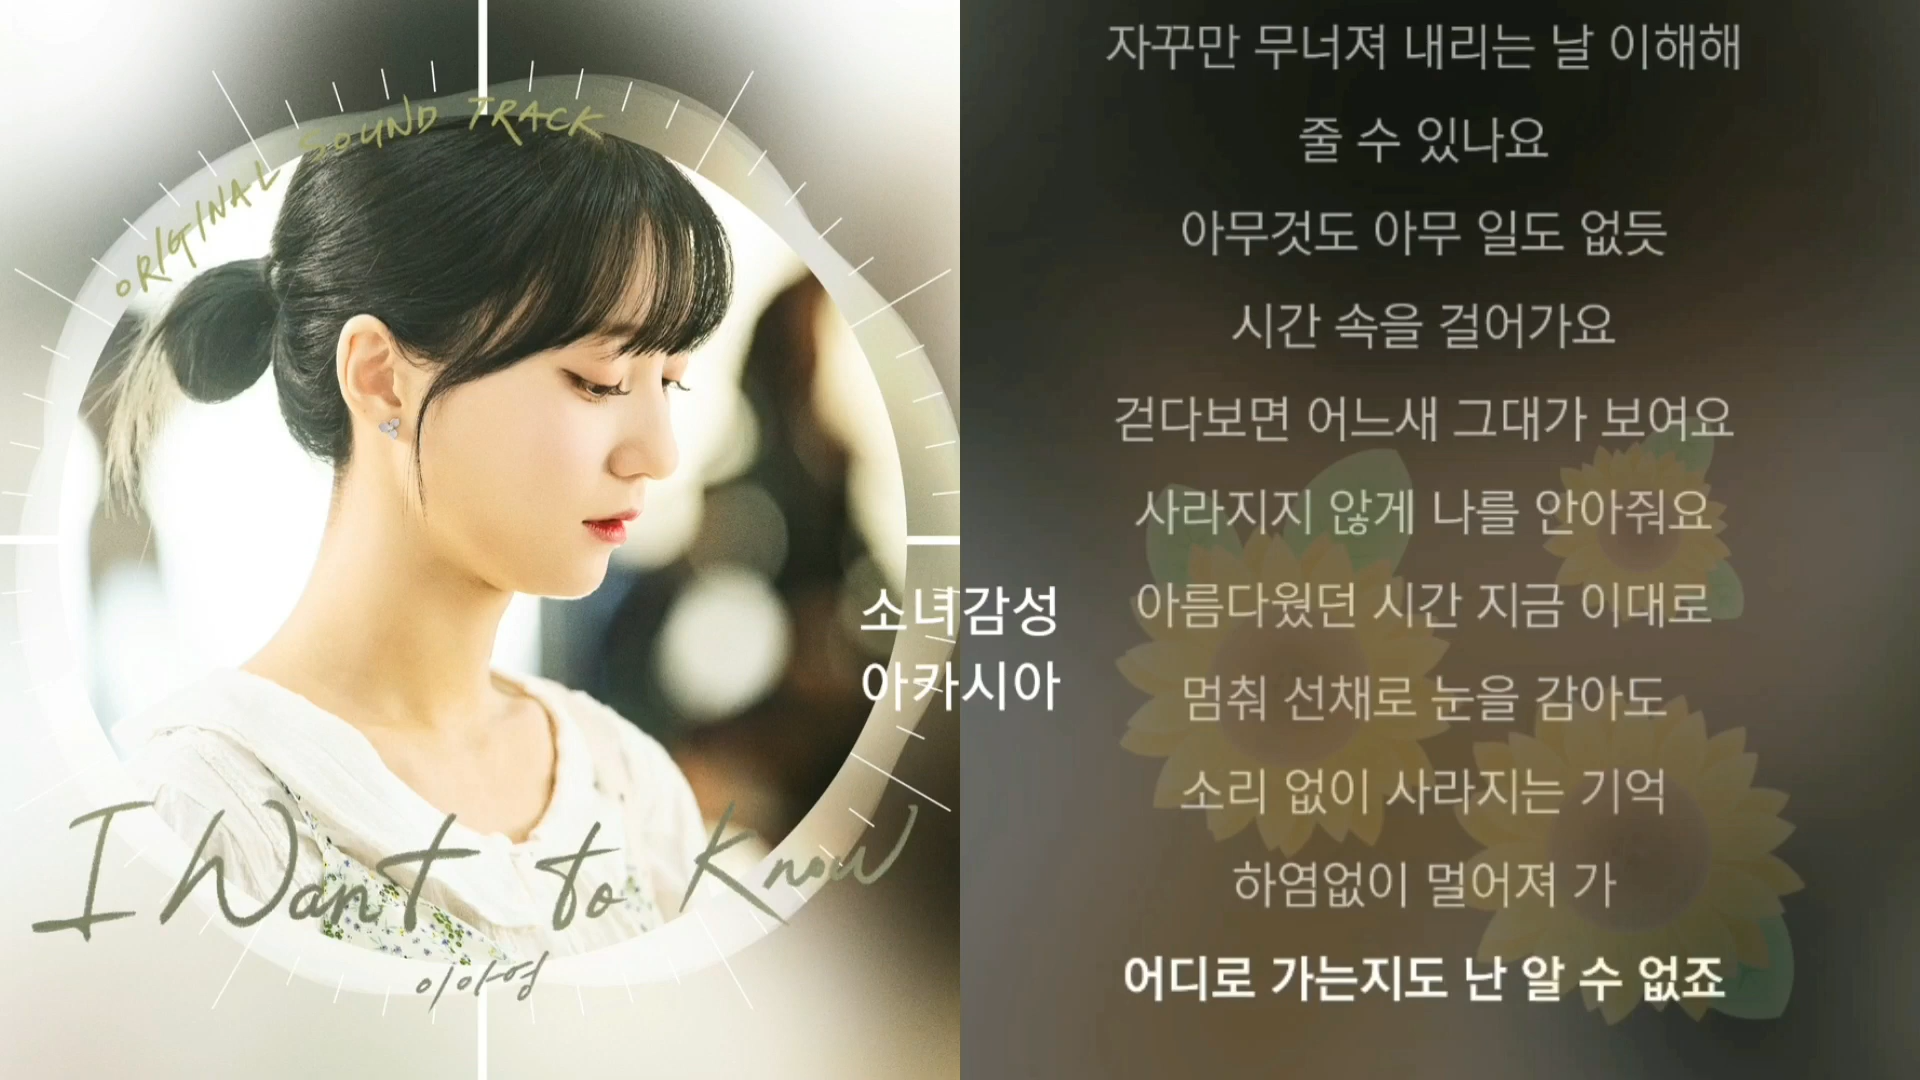 ORIGINAL SOUND TRACK
I Want to Know
이아영
소녀감성
아카시아
자꾸만 무너져 내리는 날 이해해
줄 수 있나요
아무것도 아무 일도 없듯
시간 속을 걸어가요
걷다보면 어느새 그대가 보여요
사라지지 않게 나를 안아줘요
아름다웠던 시간 지금 이대로
멈춰 선채로 눈을 감아도
소리 없이 사라지는 기억
하염없이 멀어져 가
어디로 가는지도 난 알 수 없죠